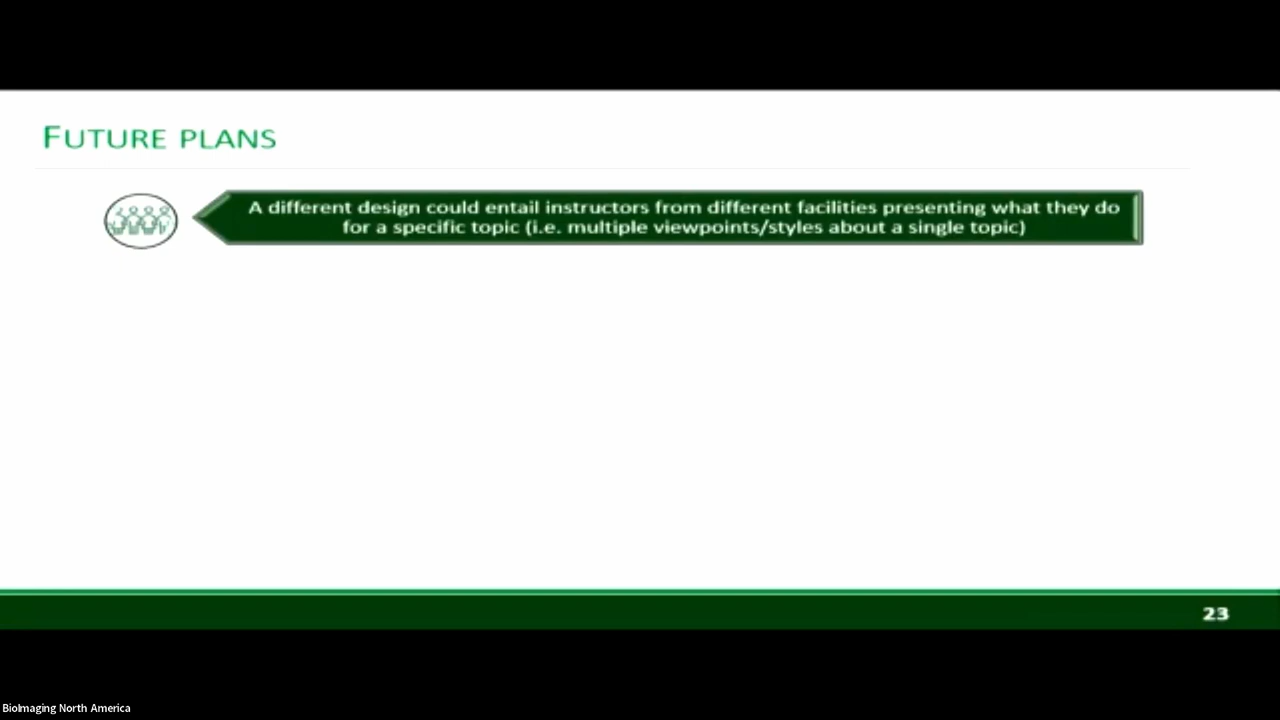 FUTURE PLANS
A different design could entail instructors from different facilities presenting what they do
for a specific topic (i.e. multiple viewpoints/styles about a single topic)
23
BioImaging North America